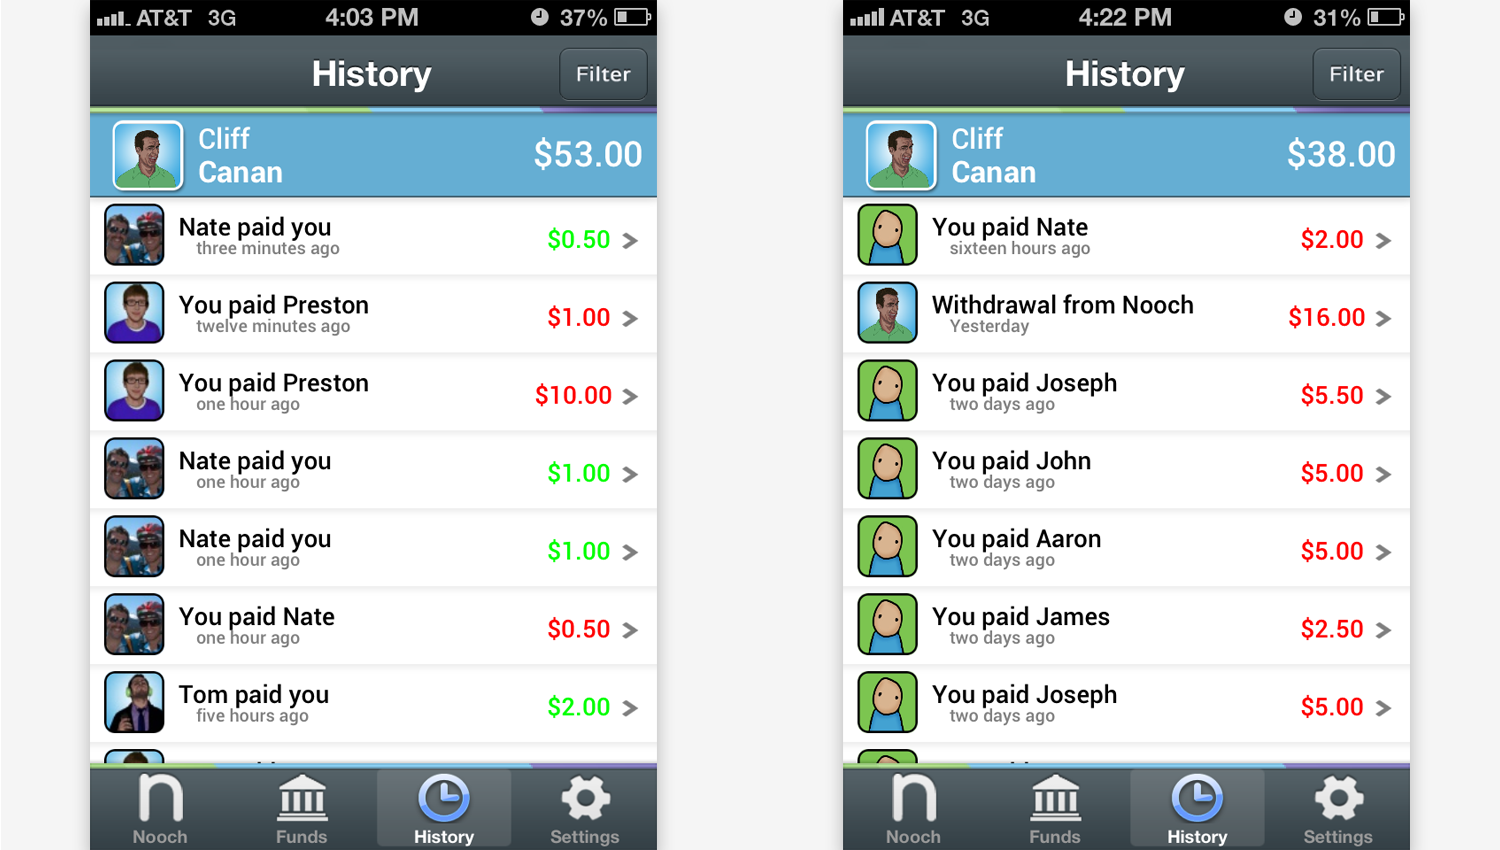 AT&T 3G 4:03 PM 37%
History Filter
Cliff
Canan
$53.00
Nate paid you
three minutes ago
$0.50
You paid Preston
twelve minutes ago
$1.00
You paid Preston
one hour ago
$10.00
Nate paid you
one hour ago
$1.00
Nate paid you
one hour ago
$1.00
You paid Nate
one hour ago
$0.50
Tom paid you
five hours ago
$2.00
n
Nooch Funds History Settings
AT&T 3G 4:22 PM 31%
History Filter
Cliff
Canan
$38.00
You paid Nate
sixteen hours ago
$2.00
Withdrawal from Nooch
Yesterday
$16.00
You paid Joseph
two days ago
$5.50
You paid John
two days ago
$5.00
You paid Aaron
two days ago
$5.00
You paid James
two days ago
$2.50
You paid Joseph
two days ago
$5.00
n
Nooch Funds History Settings